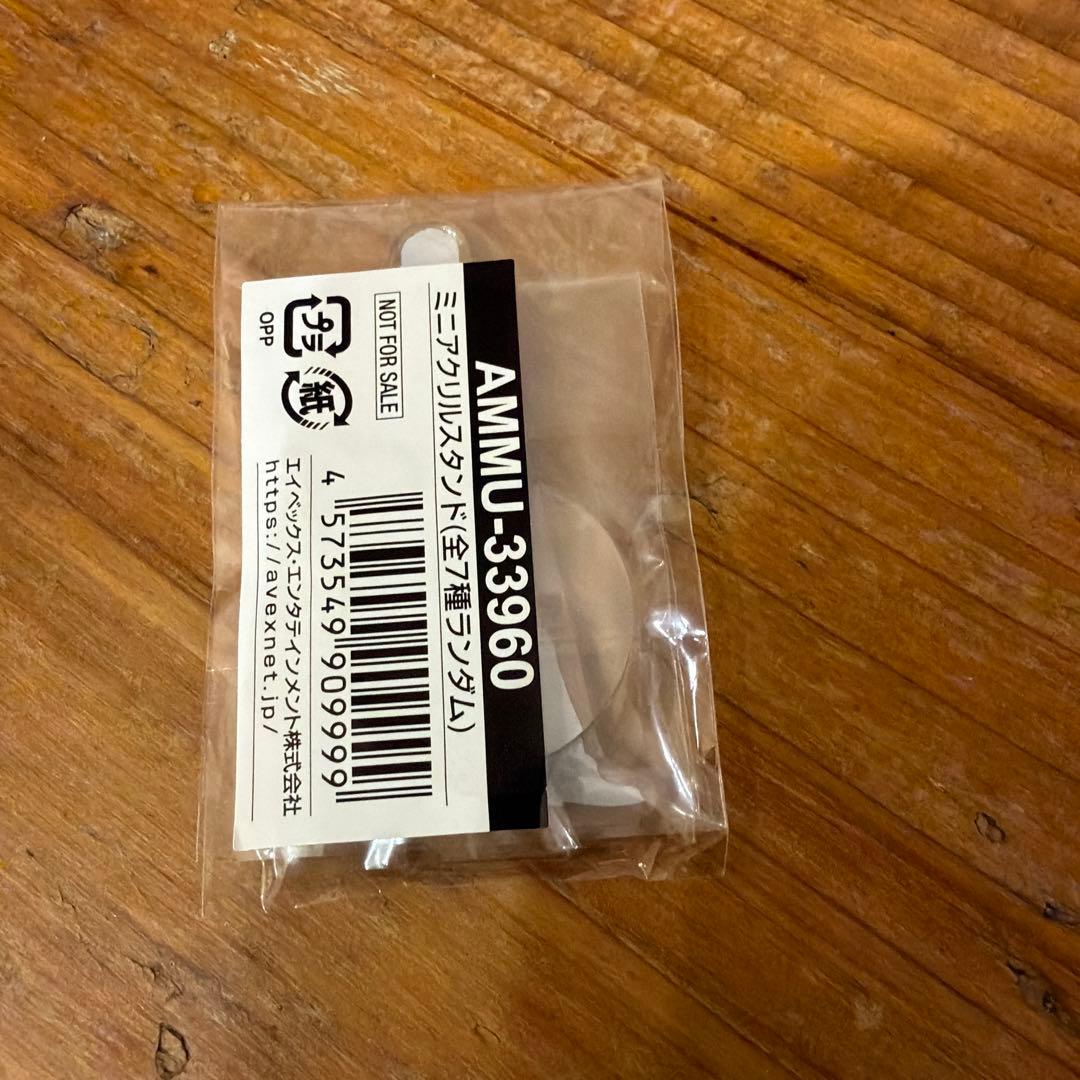 AMMU-33960
ミニアクリルスタンド(全7種ランダム)
NOT FOR SALE
プラ
OPP
紙
4 573549 909999
エイベックス・エンタテインメント株式会社
https://avexnet.jp/